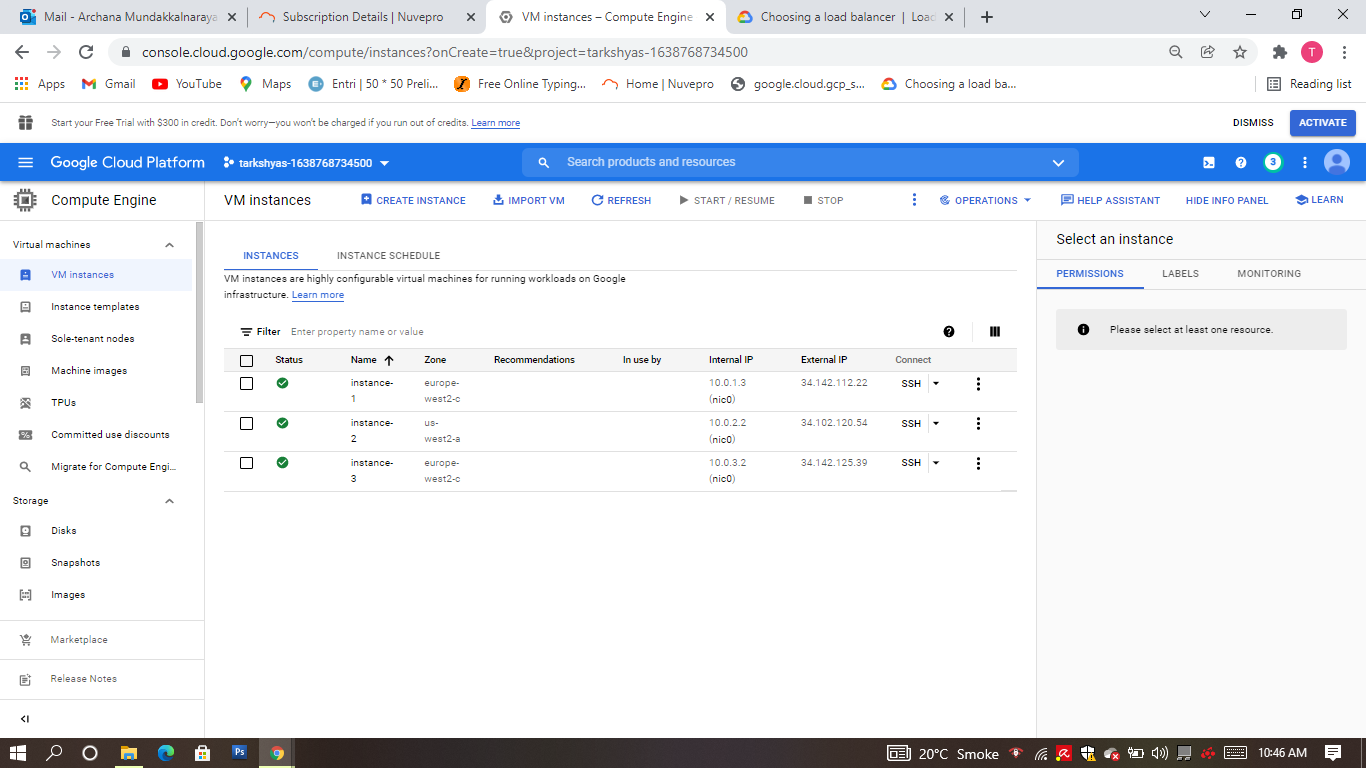 Mail - Archana Mundakkalnaraya
Subscription Details | Nuvepro
VM instances – Compute Engine
Choosing a load balancer | Load
console.cloud.google.com/compute/instances?onCreate=true&project=tarkshyas-1638768734500
T
Apps
Gmail
YouTube
Maps
Entri | 50 * 50 Preli...
Free Online Typing...
Home | Nuvepro
google.cloud.gcp_s...
Choosing a load ba...
Reading list
Start your Free Trial with $300 in credit. Don't worry—you won't be charged if you run out of credits. Learn more
DISMISS
ACTIVATE
Google Cloud Platform
tarkshyas-1638768734500
Search products and resources
3
Compute Engine
VM instances
CREATE INSTANCE
IMPORT VM
REFRESH
START / RESUME
STOP
OPERATIONS
HELP ASSISTANT
HIDE INFO PANEL
LEARN
Virtual machines
VM instances
Instance templates
Sole-tenant nodes
Machine images
TPUs
Committed use discounts
Migrate for Compute Engi...
Storage
Disks
Snapshots
Images
Marketplace
Release Notes
INSTANCES
INSTANCE SCHEDULE
VM instances are highly configurable virtual machines for running workloads on Google
infrastructure. Learn more
Filter Enter property name or value
Status Name Zone Recommendations In use by Internal IP External IP Connect
instance- europe- 10.0.1.3 34.142.112.22 SSH
1 west2-c (nic0)
instance- us- 10.0.2.2 34.102.120.54 SSH
2 west2-a (nic0)
instance- europe- 10.0.3.2 34.142.125.39 SSH
3 west2-c (nic0)
Select an instance
PERMISSIONS
LABELS
MONITORING
Please select at least one resource.
Ps
20°C Smoke
10:46 AM